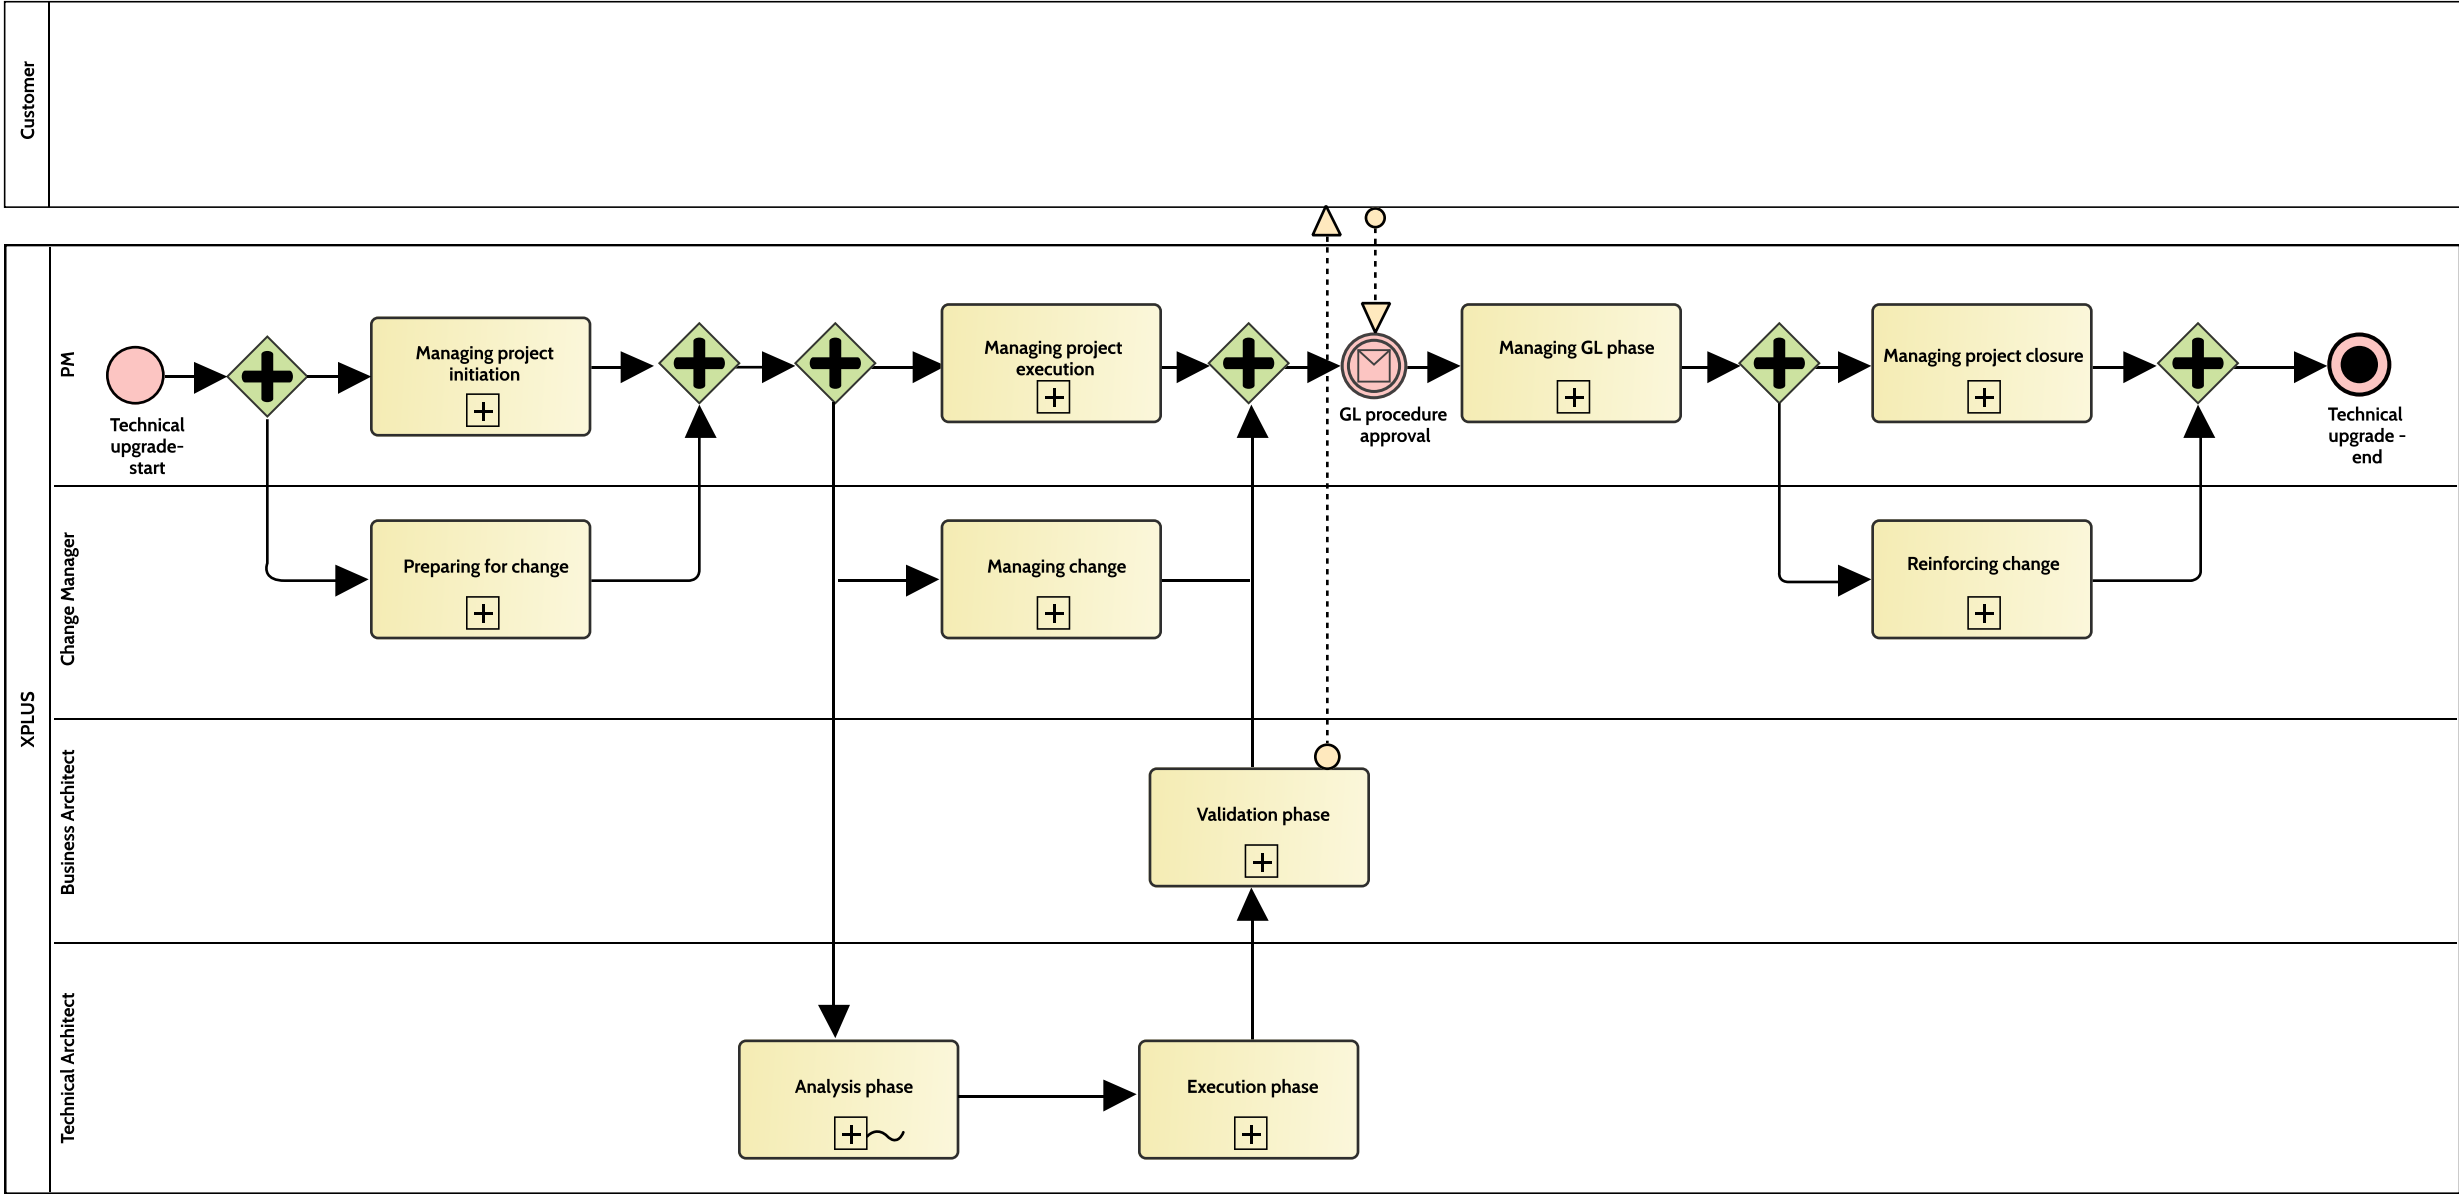 Customer
XPLUS
PM
Technical
upgrade-
start
Managing project
initiation
Managing project
execution
GL procedure
approval
Managing GL phase
Managing project closure
Technical
upgrade -
end
Change Manager
Preparing for change
Managing change
Reinforcing change
Business Architect
Validation phase
Technical Architect
Analysis phase
Execution phase